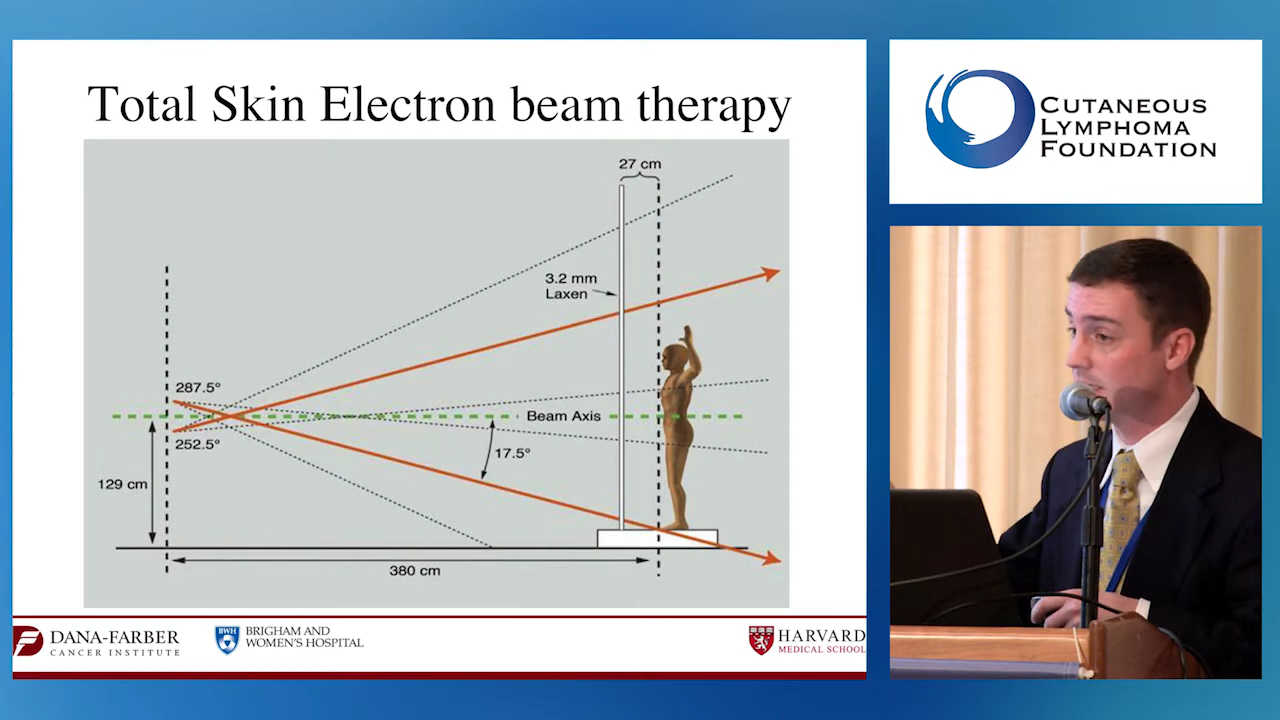 Total Skin Electron beam therapy
27 cm
3.2 mm
Laxen
287.5°
Beam Axis
252.5°
17.5°
129 cm
380 cm
DANA-FARBER
CANCER INSTITUTE
BWH
BRIGHAM AND
WOMEN'S HOSPITAL
HARVARD
MEDICAL SCHOOL
CUTANEOUS
LYMPHOMA
FOUNDATION